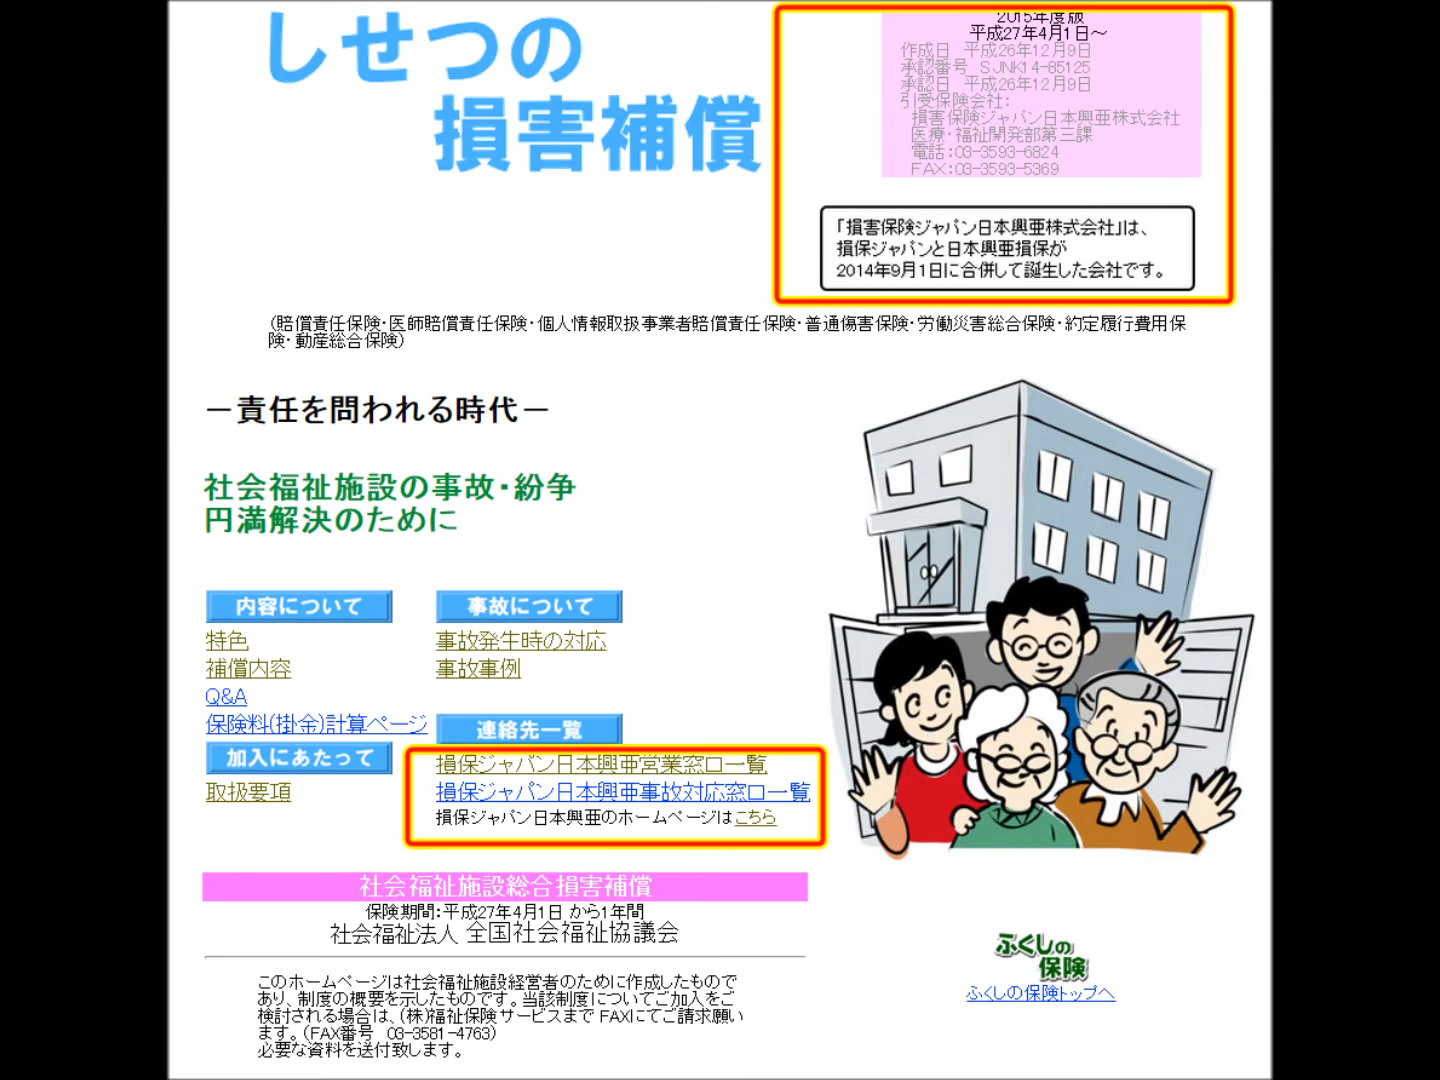 しせつの
損害補償
2015年度版
平成27年4月1日～
作成日　平成26年12月9日
承認番号　SJNK14-85125
承認日　平成26年12月9日
引受保険会社：
損害保険ジャパン日本興亜株式会社
医療・福祉開発部第三課
電話：03-3593-6824
FAX：03-3593-5369
「損害保険ジャパン日本興亜株式会社」は、
損保ジャパンと日本興亜損保が
2014年9月1日に合併して誕生した会社です。
（賠償責任保険・医師賠償責任保険・個人情報取扱事業者賠償責任保険・普通傷害保険・労働災害総合保険・約定履行費用保
険・動産総合保険）
－責任を問われる時代－
社会福祉施設の事故・紛争
円満解決のために
内容について
特色
補償内容
Q&A
保険料(掛金)計算ページ
加入にあたって
取扱要項
事故について
事故発生時の対応
事故事例
連絡先一覧
損保ジャパン日本興亜営業窓口一覧
損保ジャパン日本興亜事故対応窓口一覧
損保ジャパン日本興亜のホームページはこちら
社会福祉施設総合損害補償
保険期間：平成27年4月1日 から1年間
社会福祉法人 全国社会福祉協議会
このホームページは社会福祉施設経営者のために作成したもので
あり、制度の概要を示したものです。当該制度についてご加入をご
検討される場合は、（株）福祉保険サービスまで FAXにてご請求願い
ます。（FAX番号　03-3581-4763）
必要な資料を送付致します。
ふくしの
保険
ふくしの保険トップへ